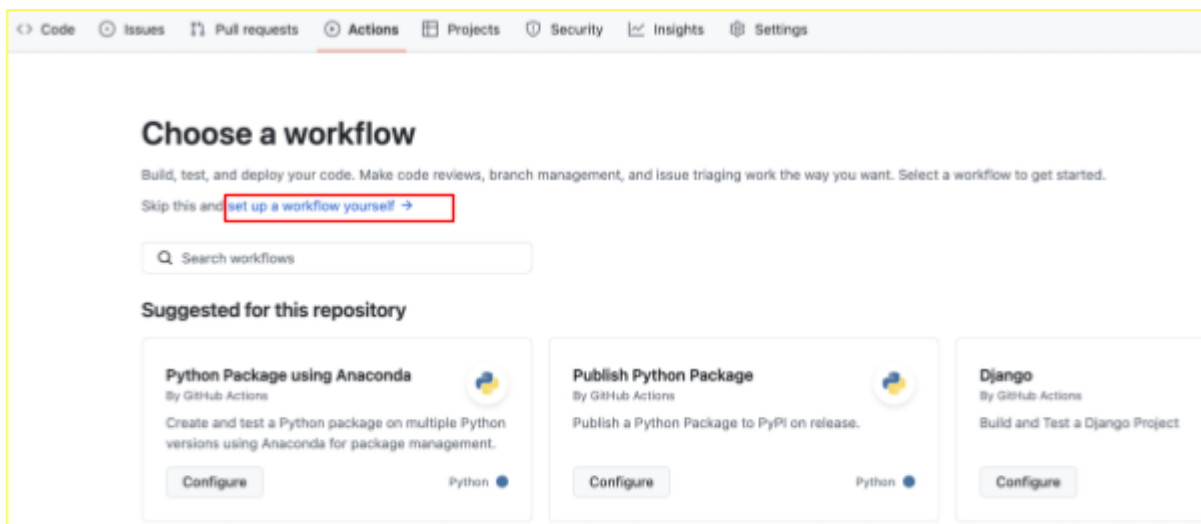 Code Issues Pull requests Actions Projects Security Insights Settings
Choose a workflow
Build, test, and deploy your code. Make code reviews, branch management, and issue triaging work the way you want. Select a workflow to get started.
Skip this and set up a workflow yourself →
Search workflows
Suggested for this repository
Python Package using Anaconda
By GitHub Actions
Create and test a Python package on multiple Python
versions using Anaconda for package management.
Configure Python
Publish Python Package
By GitHub Actions
Publish a Python Package to PyPI on release.
Configure Python
Django
By GitHub Actions
Build and Test a Django Project
Configure